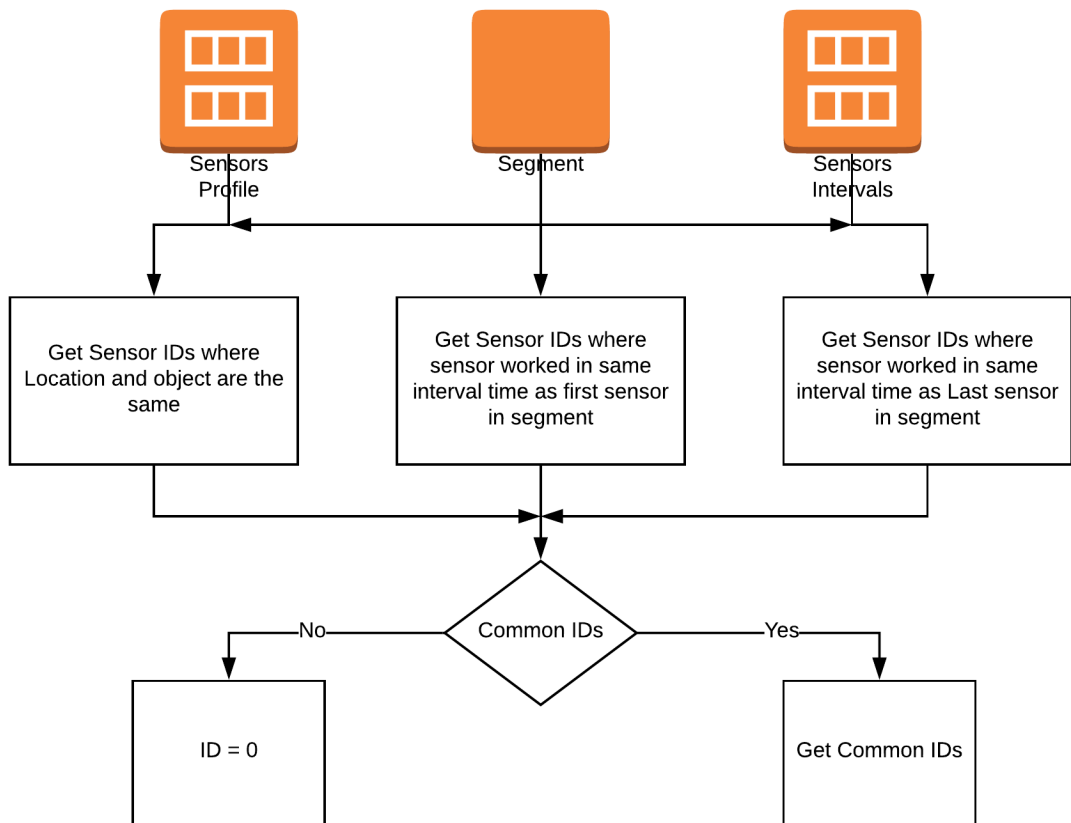 Sensors
Profile
Segment
Sensors
Intervals
Get Sensor IDs where
Location and object are the
same
Get Sensor IDs where
sensor worked in same
interval time as first sensor
in segment
Get Sensor IDs where
sensor worked in same
interval time as Last sensor
in segment
Common IDs
No
Yes
ID = 0
Get Common IDs